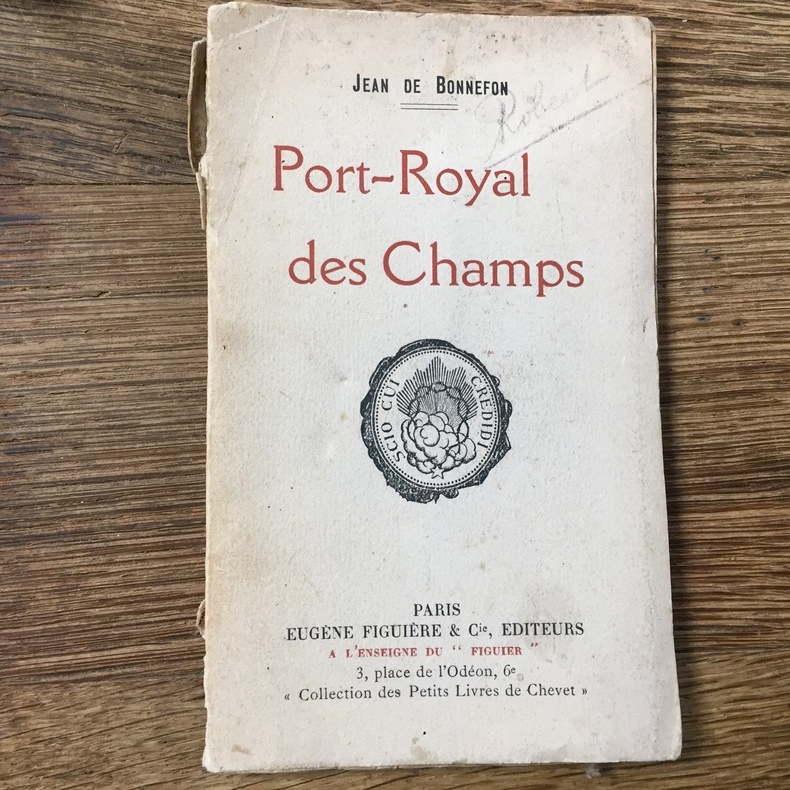 JEAN DE BONNEFON
Robert
Port-Royal
des Champs
SCIO CUI CREDIDI
PARIS
EUGÈNE FIGUIÈRE & Cie, EDITEURS
A L'ENSEIGNE DU " FIGUIER "
3, place de l'Odéon, 6e
« Collection des Petits Livres de Chevet »